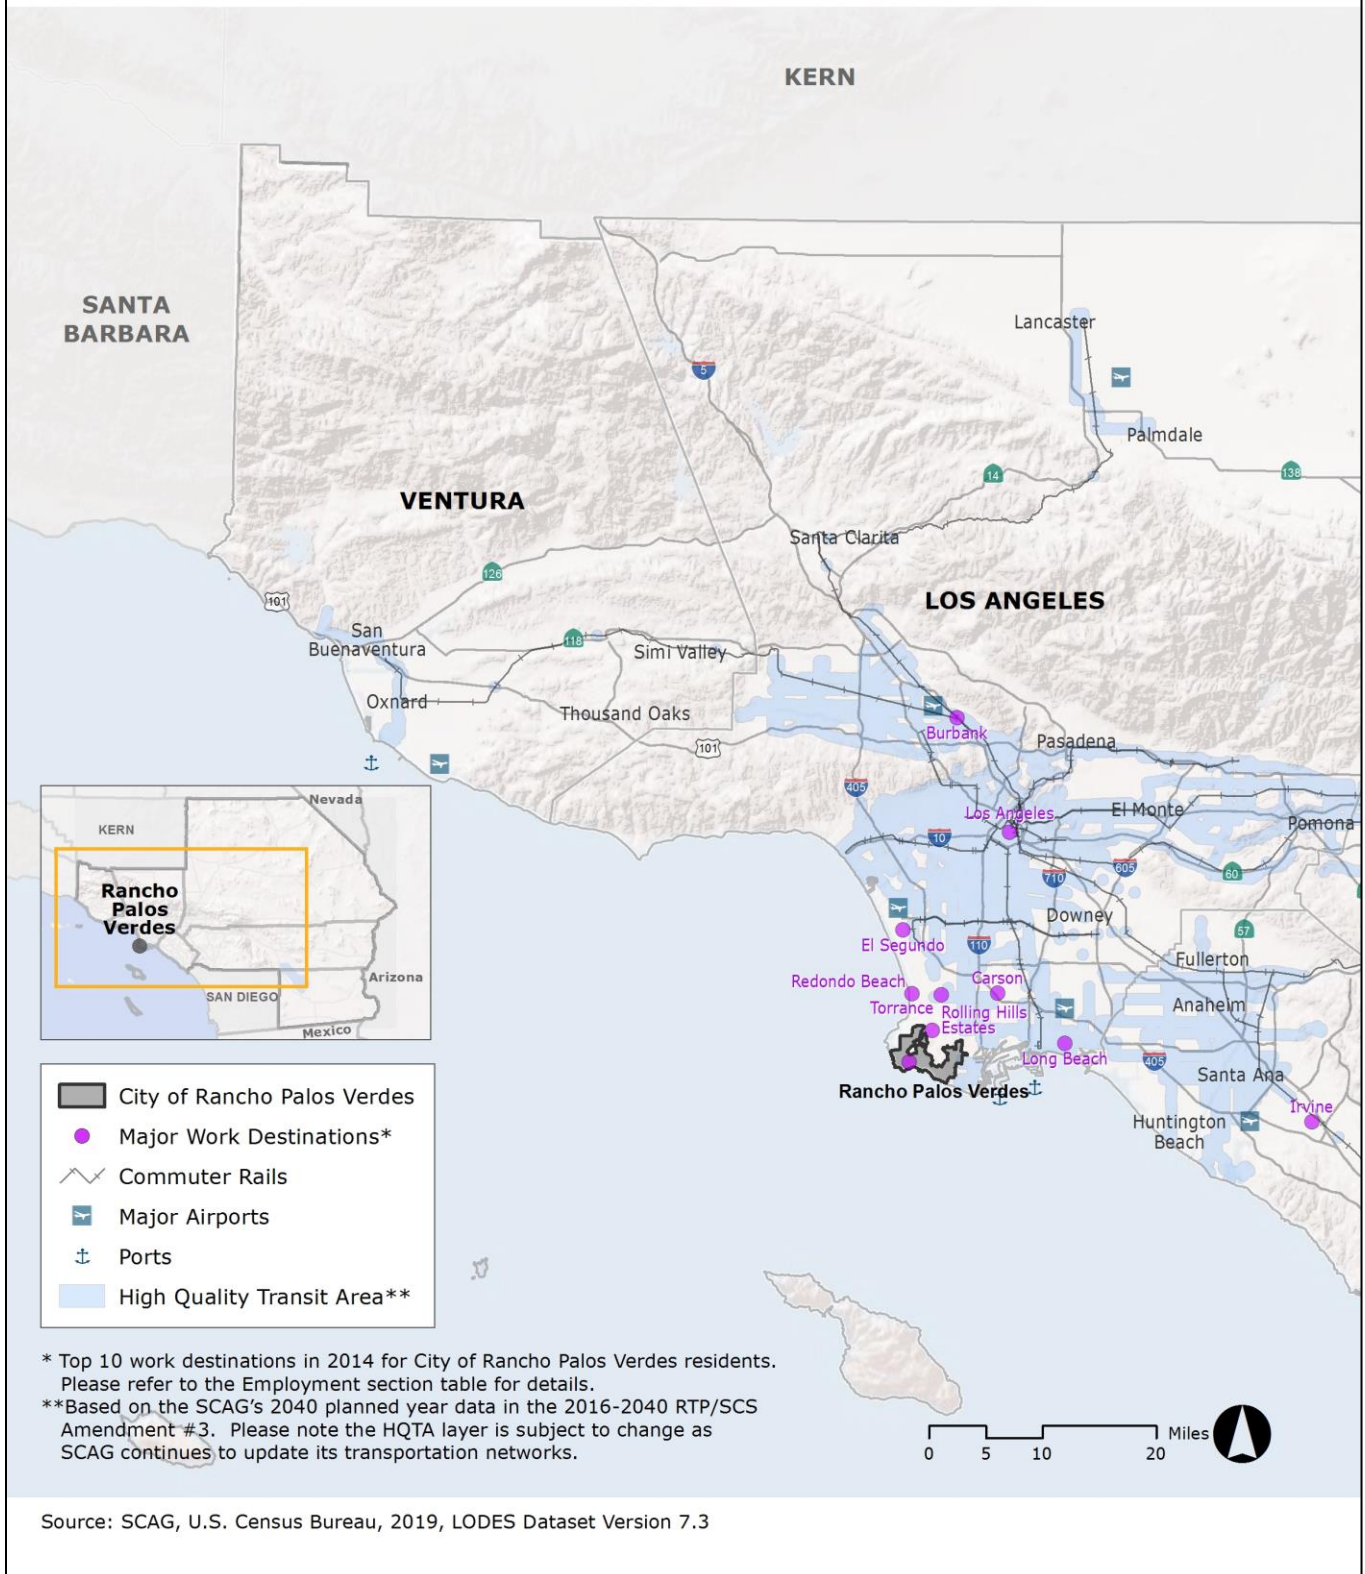 KERN
SANTA
BARBARA
Lancaster
5
Palmdale
14
138
VENTURA
Santa Clarita
126
LOS ANGELES
101
San
Buenaventura
118
Simi Valley
Oxnard
Thousand Oaks
Burbank
Pasadena
101
405
Los Angeles
El Monte
Pomona
10
605
60
710
Downey
57
El Segundo
110
Fullerton
Redondo Beach
Carson
Torrance
Rolling Hills
Estates
Anaheim
Long Beach
405
Santa Ana
Rancho Palos Verdes
Huntington
Beach
Irvine
Nevada
KERN
Rancho
Palos
Verdes
Arizona
SAN DIEGO
Mexico
City of Rancho Palos Verdes
Major Work Destinations*
Commuter Rails
Major Airports
Ports
High Quality Transit Area**
* Top 10 work destinations in 2014 for City of Rancho Palos Verdes residents.
Please refer to the Employment section table for details.
**Based on the SCAG's 2040 planned year data in the 2016-2040 RTP/SCS
Amendment #3. Please note the HQTA layer is subject to change as
SCAG continues to update its transportation networks.
Miles
0 5 10 20
Source: SCAG, U.S. Census Bureau, 2019, LODES Dataset Version 7.3